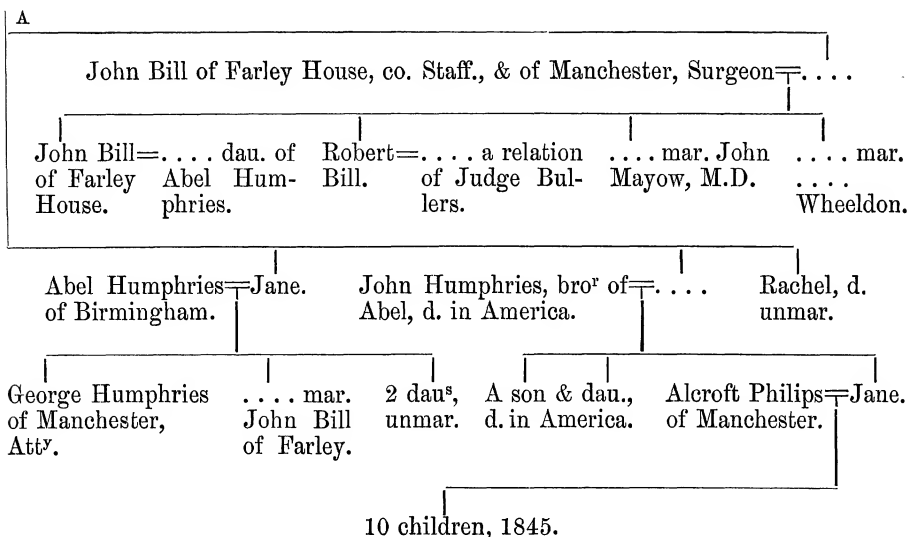 A
John Bill of Farley House, co. Staff., & of Manchester, Surgeon=. . . .
John Bill=. . . . dau. of Robert=. . . . a relation . . . . mar. John . . . . mar.
of Farley Abel Hum- Bill. of Judge Bul- Mayow, M.D. . . . .
House. phries. lers. Wheeldon.
Abel Humphries=Jane. John Humphries, broʳ of=. . . . Rachel, d.
of Birmingham. Abel, d. in America. unmar.
George Humphries . . . . mar. 2 dauˢ, A son & dau., Alcroft Philips=Jane.
of Manchester, John Bill unmar. d. in America. of Manchester.
Attʸ. of Farley.
10 children, 1845.